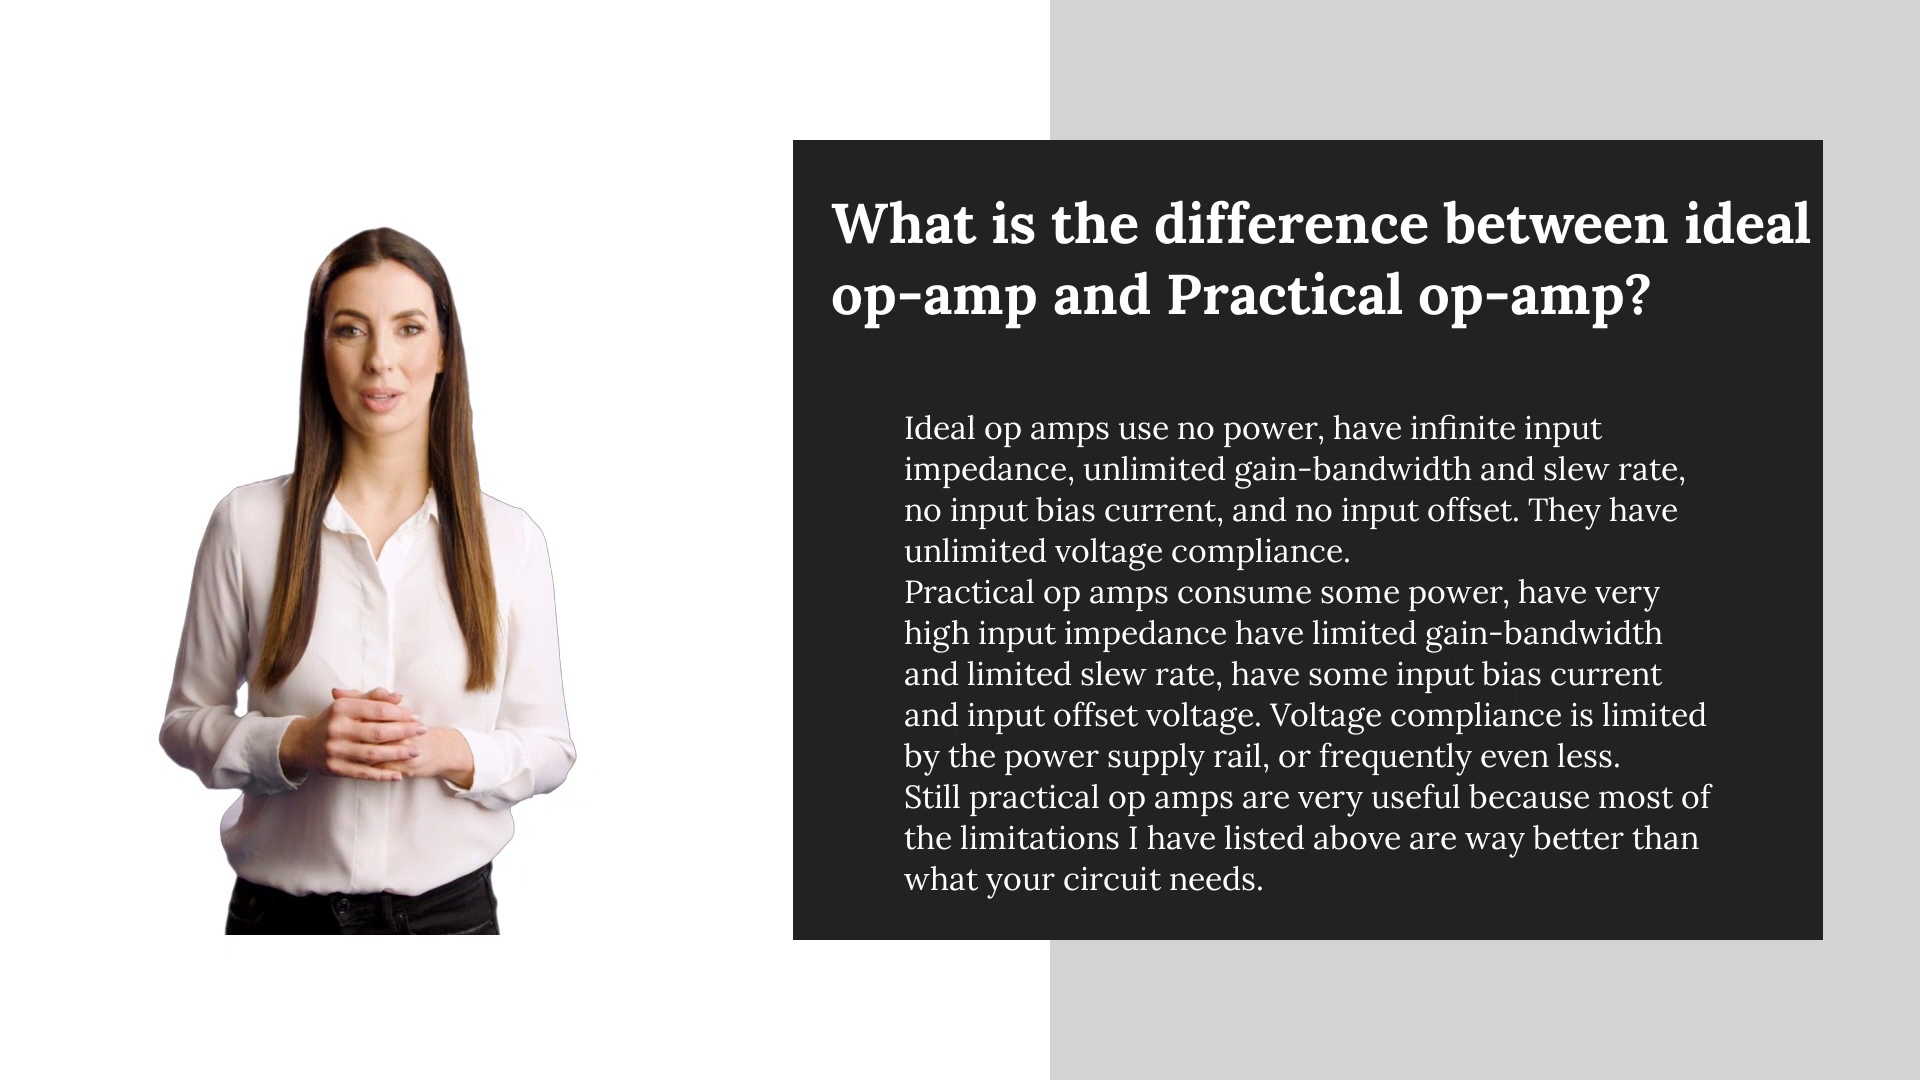 What is the difference between ideal
op-amp and Practical op-amp?
Ideal op amps use no power, have infinite input
impedance, unlimited gain-bandwidth and slew rate,
no input bias current, and no input offset. They have
unlimited voltage compliance.
Practical op amps consume some power, have very
high input impedance have limited gain-bandwidth
and limited slew rate, have some input bias current
and input offset voltage. Voltage compliance is limited
by the power supply rail, or frequently even less.
Still practical op amps are very useful because most of
the limitations I have listed above are way better than
what your circuit needs.